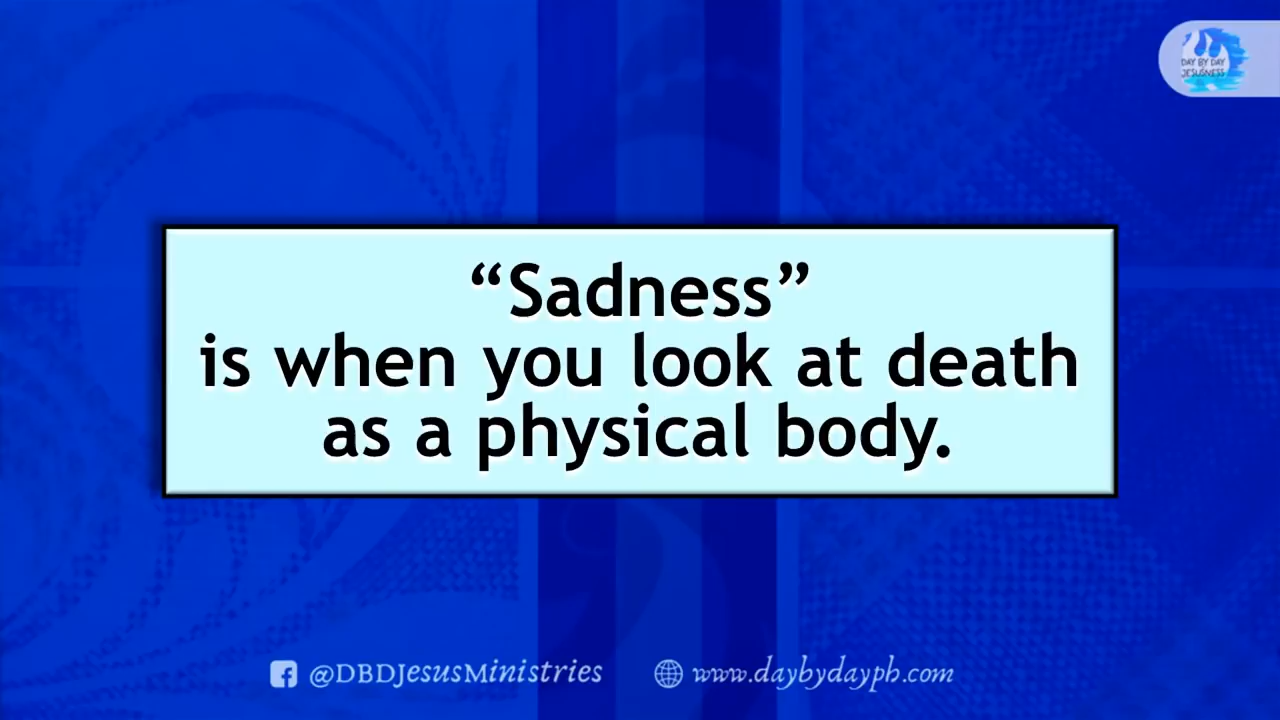 DAY BY DAY
JESUSNESS
“Sadness”
is when you look at death
as a physical body.
@DBDJesusMinistries
www.daybydayph.com